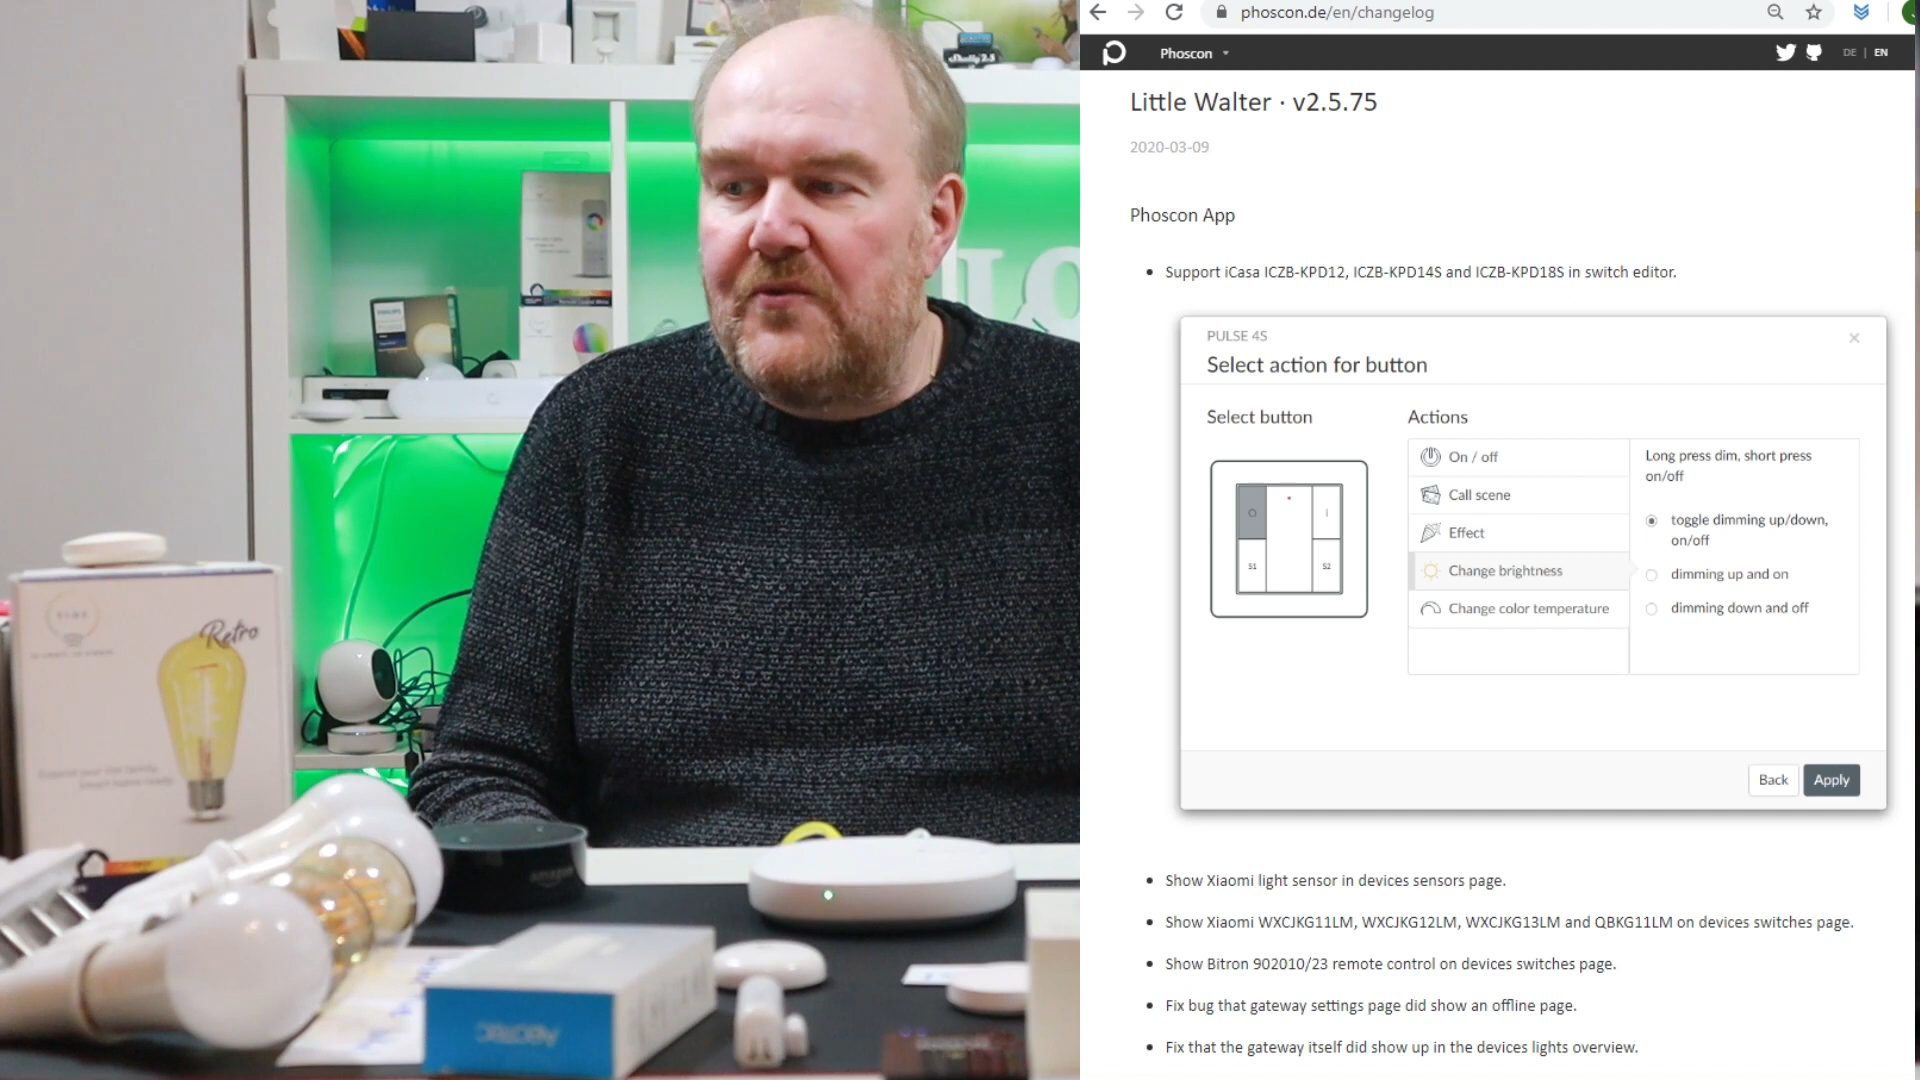 phoscon.de/en/changelog
Phoscon
DE | EN
Little Walter · v2.5.75
2020-03-09
Phoscon App
• Support iCasa ICZB-KPD12, ICZB-KPD14S and ICZB-KPD18S in switch editor.
PULSE 4S
Select action for button
Select button
Actions
O
I
S1
S2
On / off
Call scene
Effect
Change brightness
Change color temperature
Long press dim, short press
on/off
toggle dimming up/down,
on/off
dimming up and on
dimming down and off
Back
Apply
• Show Xiaomi light sensor in devices sensors page.
• Show Xiaomi WXCJKG11LM, WXCJKG12LM, WXCJKG13LM and QBKG11LM on devices switches page.
• Show Bitron 902010/23 remote control on devices switches page.
• Fix bug that gateway settings page did show an offline page.
• Fix that the gateway itself did show up in the devices lights overview.
Shelly 2.5
PHILIPS
Retro
amazon
AEOTEC